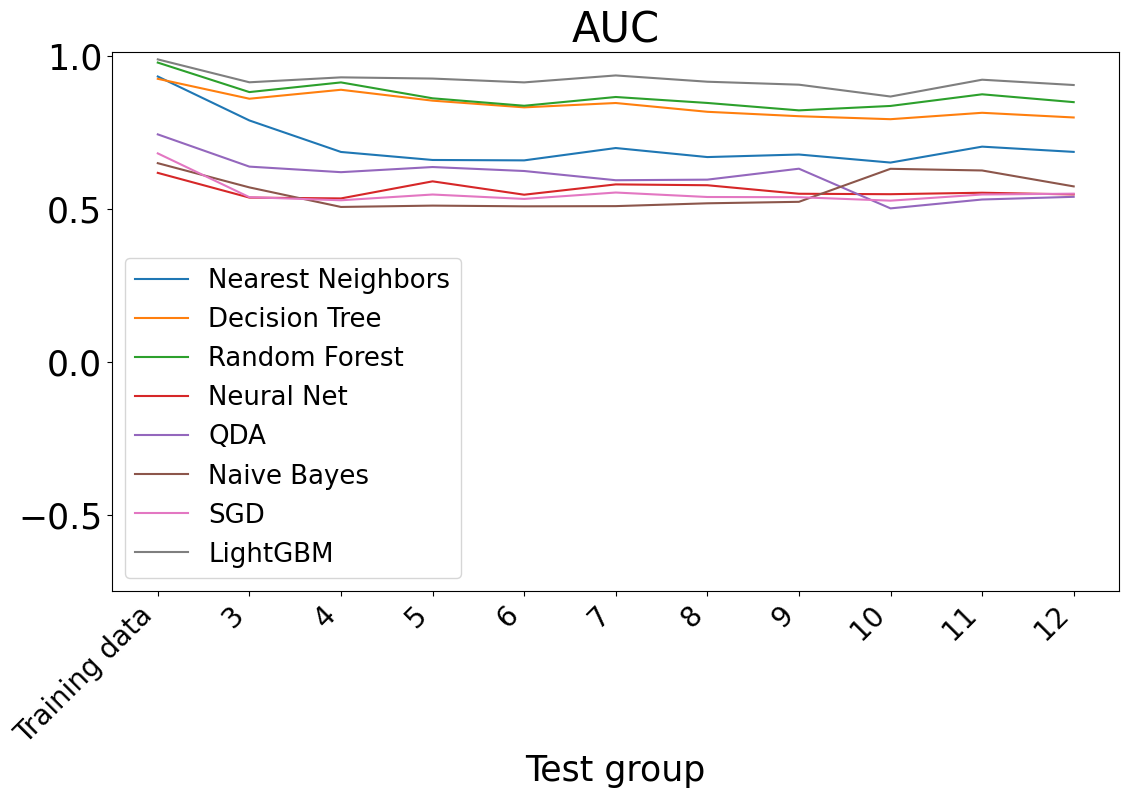 AUC
1.0
0.5
0.0
−0.5
Nearest Neighbors
Decision Tree
Random Forest
Neural Net
QDA
Naive Bayes
SGD
LightGBM
Training data
3
4
5
6
7
8
9
10
11
12
Test group